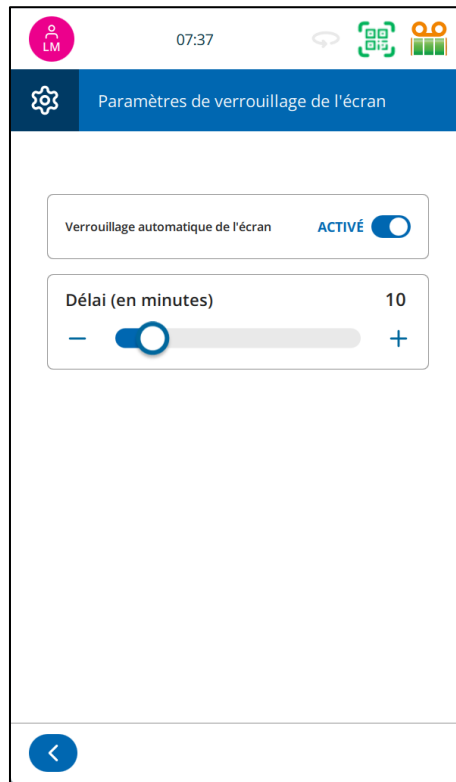 LM
07:37
Paramètres de verrouillage de l'écran
Verrouillage automatique de l'écran ACTIVÉ
Délai (en minutes) 10